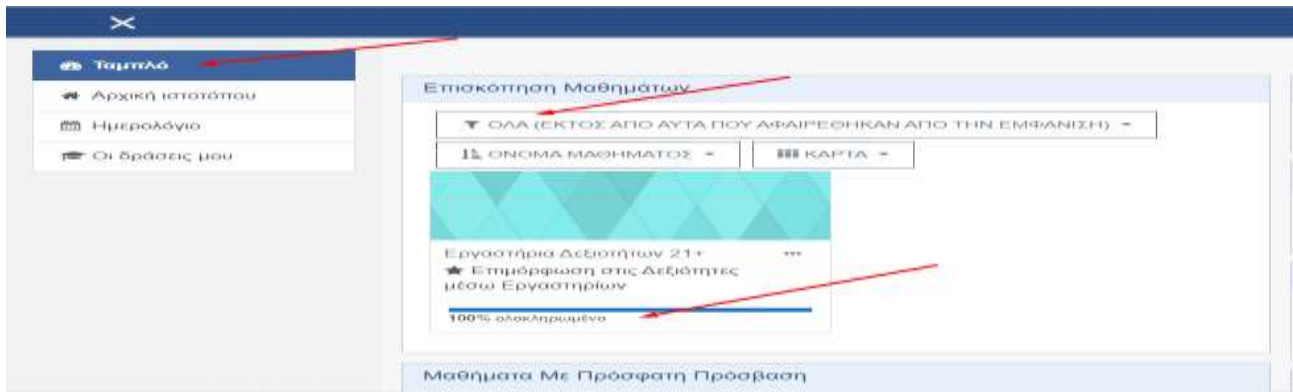 Ταμπλό
Αρχική ιστοτόπου
Ημερολόγιο
Οι δράσεις μου
Επισκόπηση Μαθημάτων
ΟΛΑ (ΕΚΤΟΣ ΑΠΟ ΑΥΤΑ ΠΟΥ ΑΦΑΙΡΕΘΗΚΑΝ ΑΠΟ ΤΗΝ ΕΜΦΑΝΙΣΗ)
ΟΝΟΜΑ ΜΑΘΗΜΑΤΟΣ
ΚΑΡΤΑ
Εργαστήρια Δεξιοτήτων 21+
Επιμόρφωση στις Δεξιότητες
μέσω Εργαστηρίων
100% ολοκληρωμένο
Μαθήματα Με Πρόσφατη Πρόσβαση